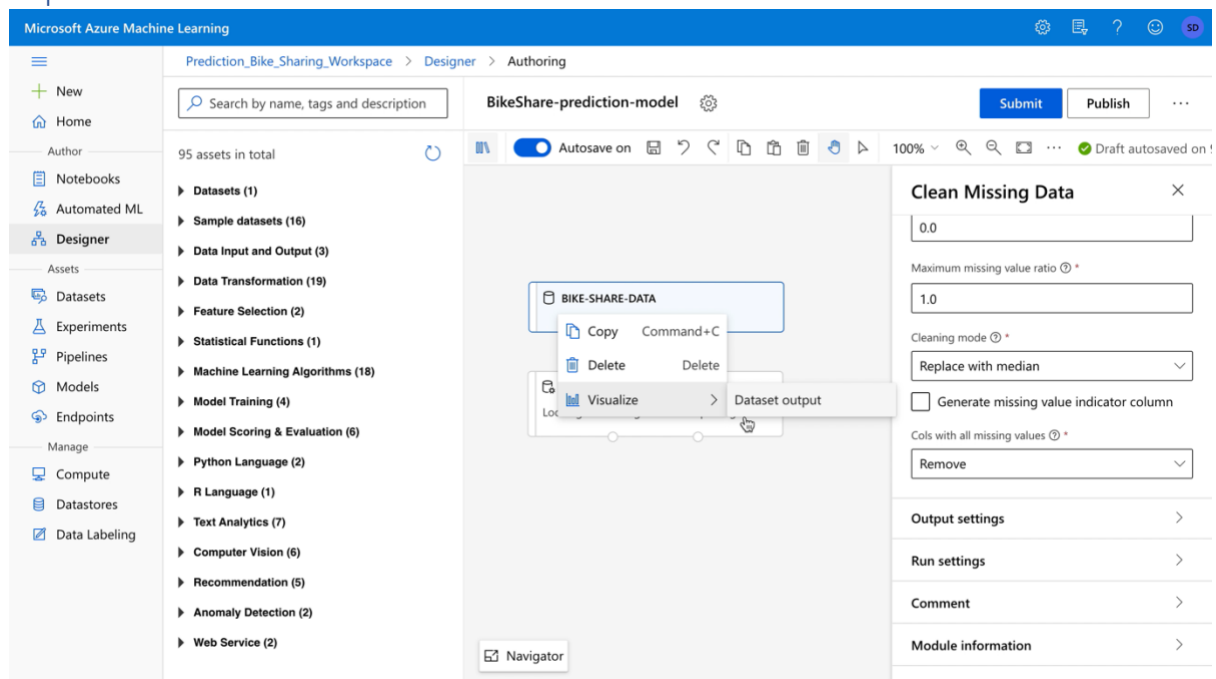 Microsoft Azure Machine Learning
SD
Prediction_Bike_Sharing_Workspace > Designer > Authoring
New
Home
Author
Notebooks
Automated ML
Designer
Assets
Datasets
Experiments
Pipelines
Models
Endpoints
Manage
Compute
Datastores
Data Labeling
Search by name, tags and description
95 assets in total
Datasets (1)
Sample datasets (16)
Data Input and Output (3)
Data Transformation (19)
Feature Selection (2)
Statistical Functions (1)
Machine Learning Algorithms (18)
Model Training (4)
Model Scoring & Evaluation (6)
Python Language (2)
R Language (1)
Text Analytics (7)
Computer Vision (6)
Recommendation (5)
Anomaly Detection (2)
Web Service (2)
BikeShare-prediction-model
Submit
Publish
Autosave on
100%
Draft autosaved on
BIKE-SHARE-DATA
Copy Command+C
Delete Delete
Visualize > Dataset output
Navigator
Clean Missing Data
0.0
Maximum missing value ratio *
1.0
Cleaning mode *
Replace with median
Generate missing value indicator column
Cols with all missing values *
Remove
Output settings
Run settings
Comment
Module information